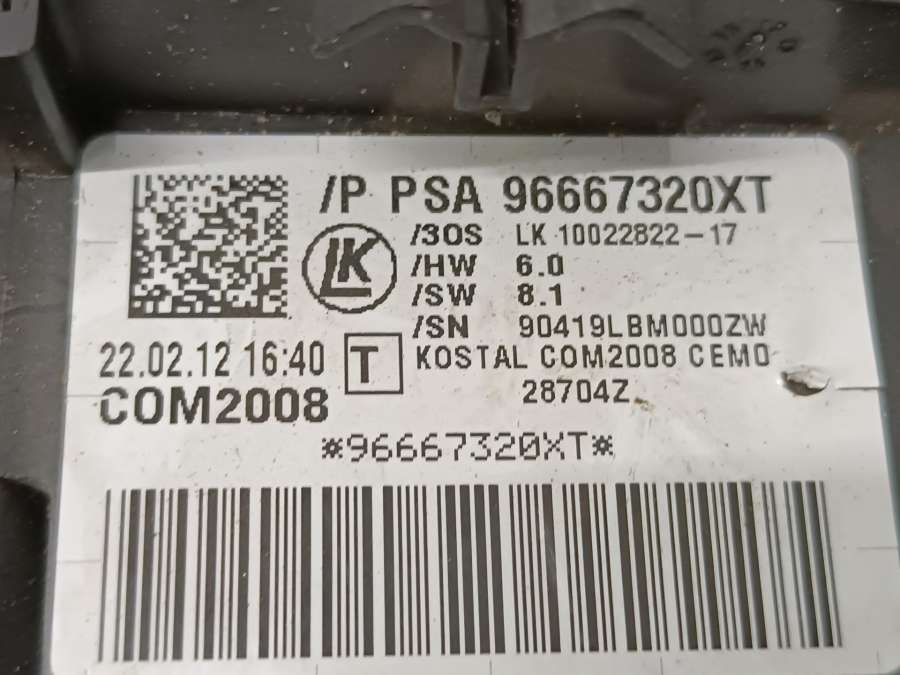 /P PSA 96667320XT
LK
/3OS LK 10022822-17
/HW 6.0
/SW 8.1
/SN 90419LBM000ZW
22.02.12 16:40
T
KOSTAL COM2008 CEMO
COM2008
28704Z
*96667320XT*